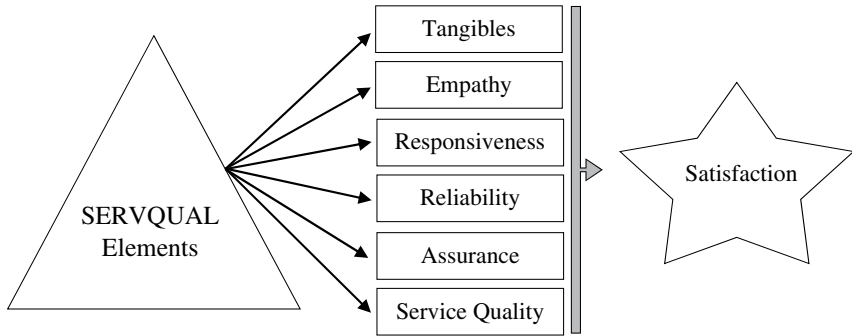 SERVQUAL
Elements
Tangibles
Empathy
Responsiveness
Reliability
Assurance
Service Quality
Satisfaction